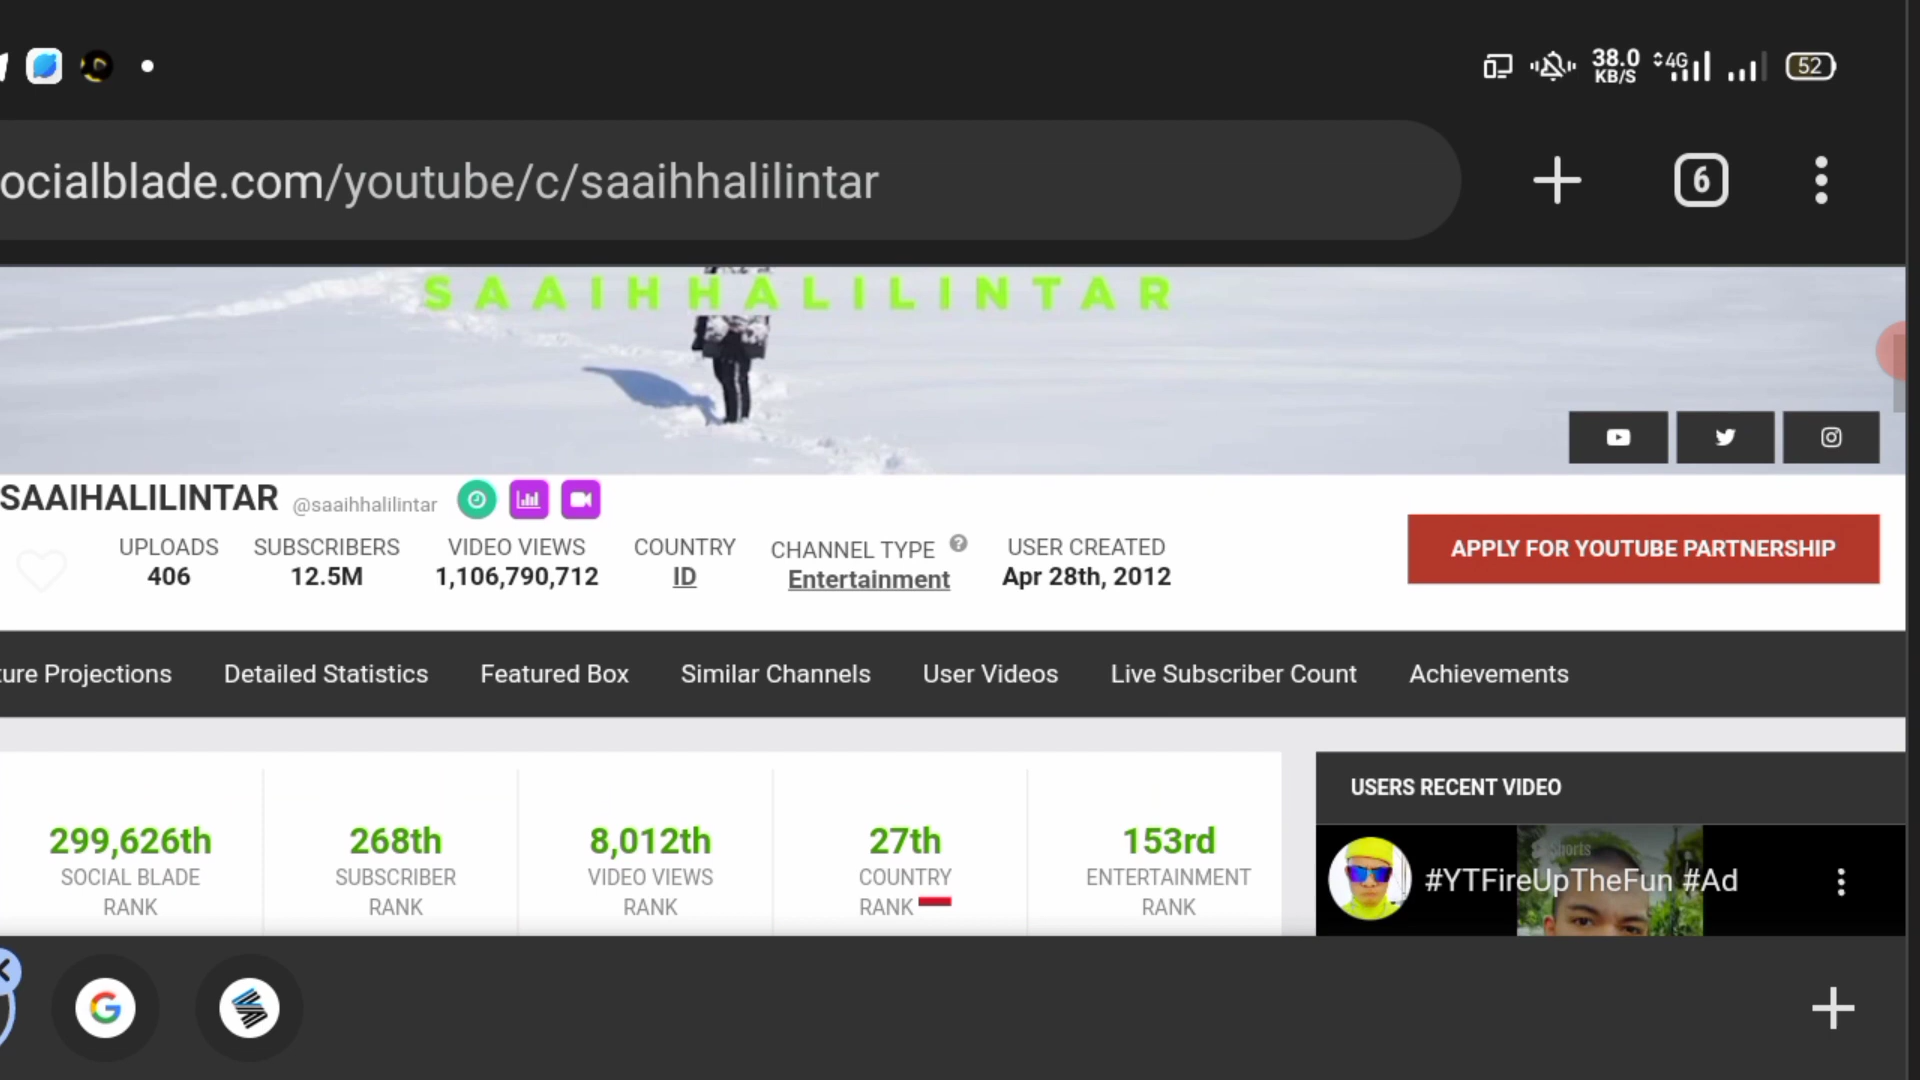 38.0
KB/S
4G
52
ocialblade.com/youtube/c/saaihhalilintar
6
SAAIHHALILINTAR
SAAIHALILINTAR @saaihhalilintar
UPLOADS SUBSCRIBERS VIDEO VIEWS COUNTRY CHANNEL TYPE ? USER CREATED
406 12.5M 1,106,790,712 ID Entertainment Apr 28th, 2012
APPLY FOR YOUTUBE PARTNERSHIP
ture Projections Detailed Statistics Featured Box Similar Channels User Videos Live Subscriber Count Achievements
299,626th 268th 8,012th 27th 153rd
SOCIAL BLADE SUBSCRIBER VIDEO VIEWS COUNTRY ENTERTAINMENT
RANK RANK RANK RANK RANK
USERS RECENT VIDEO
Shorts
#YTFireUpTheFun #Ad